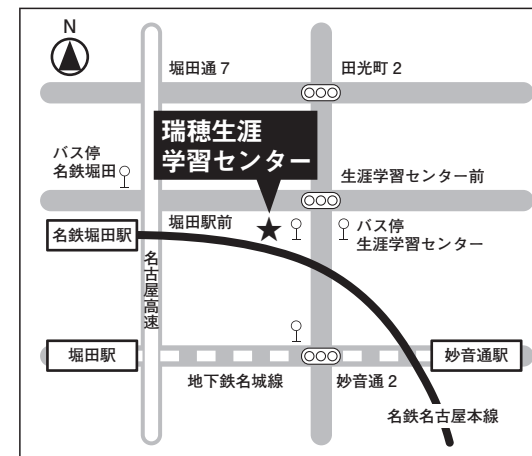 N
堀田通7
田光町2
瑞穂生涯
学習センター
バス停
名鉄堀田
生涯学習センター前
堀田駅前
バス停
生涯学習センター
名鉄堀田駅
名古屋高速
堀田駅
妙音通駅
地下鉄名城線
妙音通2
名鉄名古屋本線